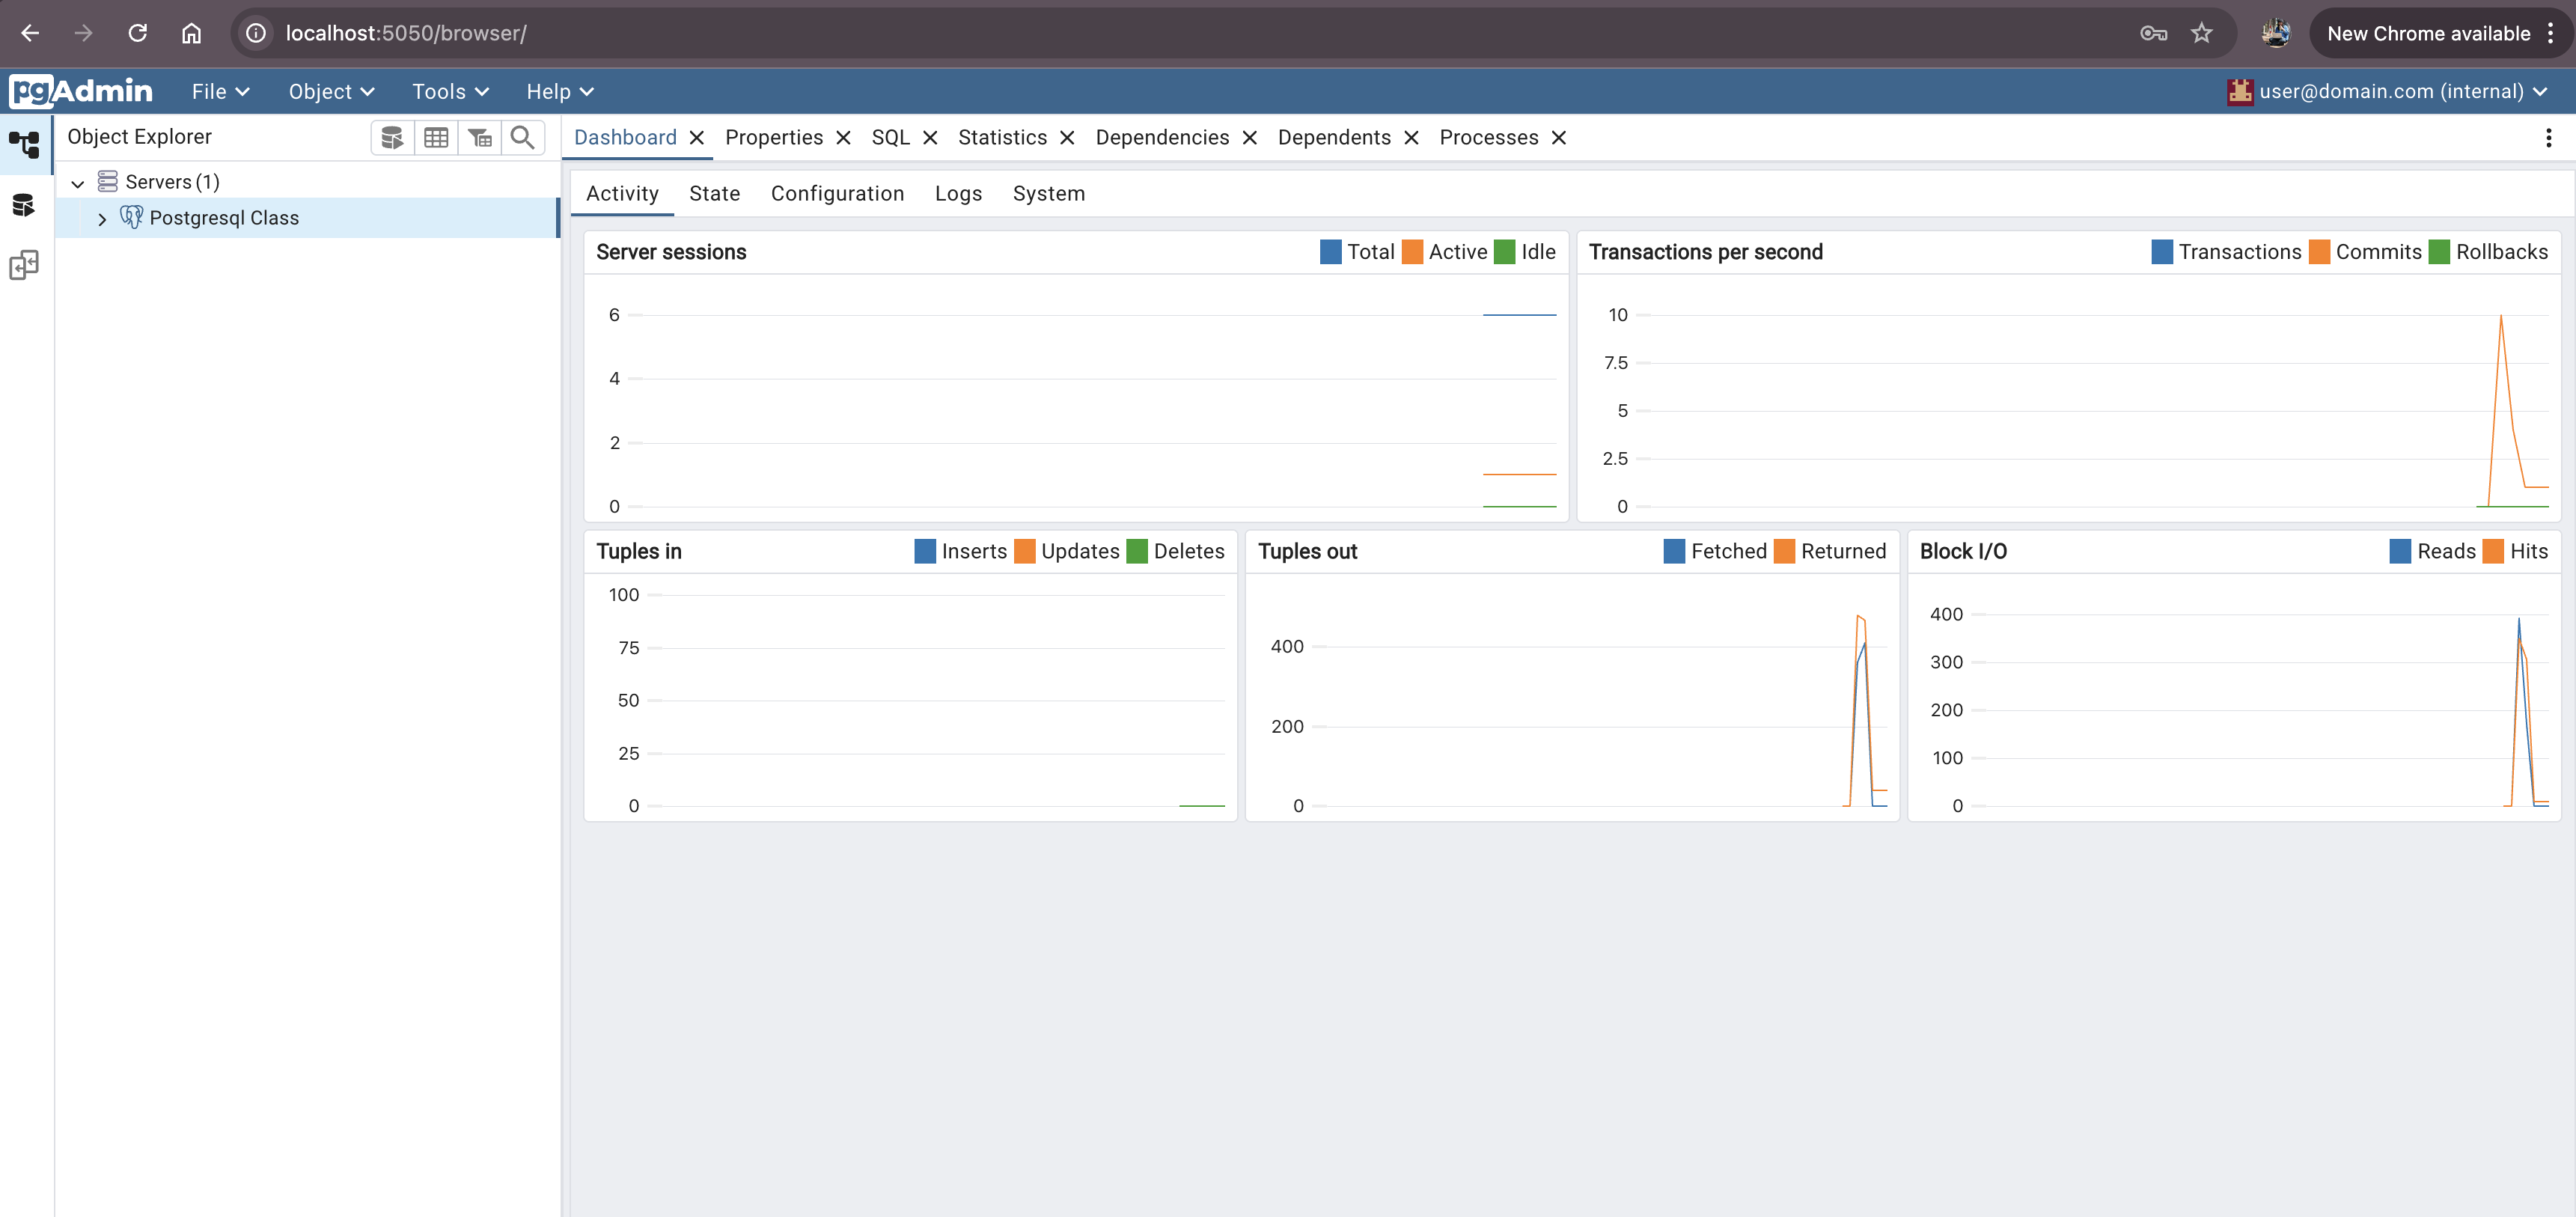 localhost:5050/browser/
New Chrome available
pgAdmin File Object Tools Help user@domain.com (internal)
Object Explorer
Servers (1)
Postgresql Class
Dashboard Properties SQL Statistics Dependencies Dependents Processes
Activity State Configuration Logs System
Server sessions Total Active Idle
6
4
2
0
Transactions per second Transactions Commits Rollbacks
10
7.5
5
2.5
0
Tuples in Inserts Updates Deletes
100
75
50
25
0
Tuples out Fetched Returned
400
200
0
Block I/O Reads Hits
400
300
200
100
0